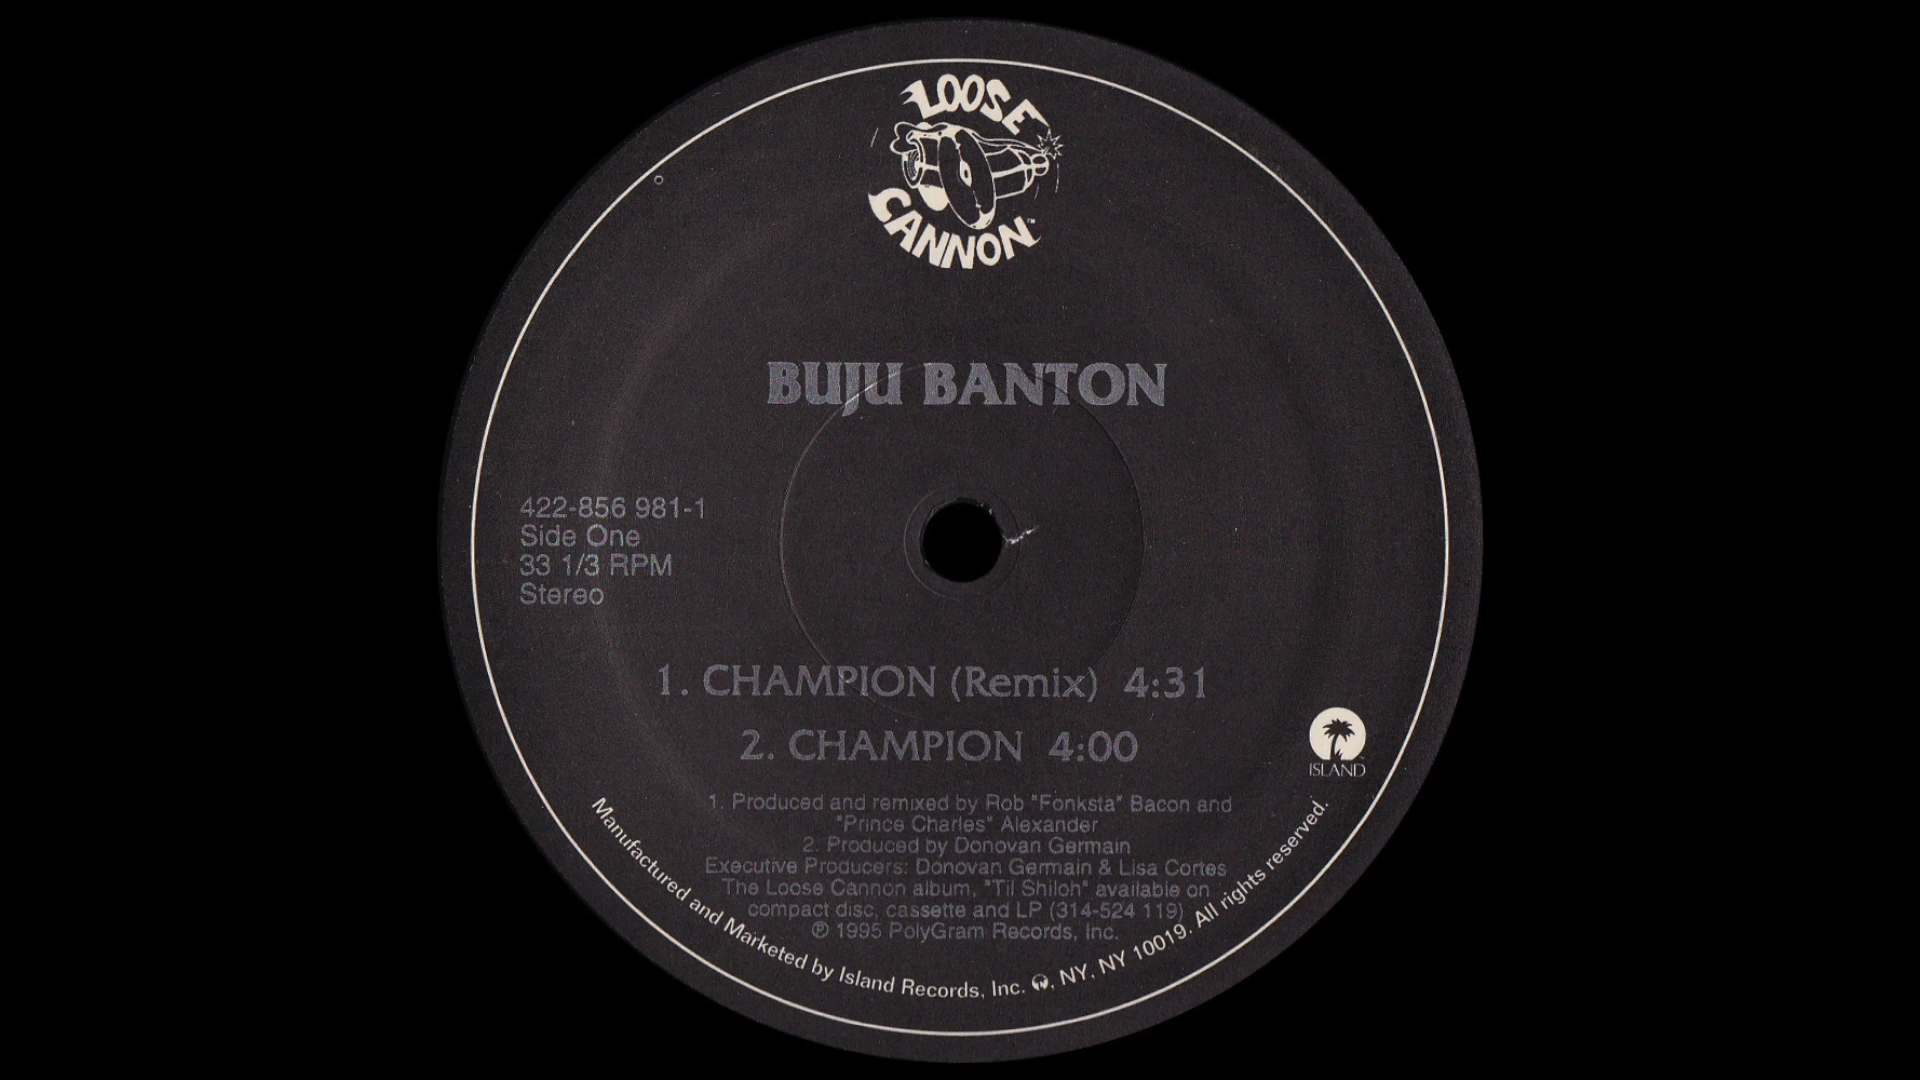 LOOSE
CANNON™
BUJU BANTON
422-856 981-1
Side One
33 1/3 RPM
Stereo
1. CHAMPION (Remix) 4:31
2. CHAMPION 4:00
ISLAND
1. Produced and remixed by Rob "Fonksta" Bacon and
"Prince Charles" Alexander
2. Produced by Donovan Germain
Executive Producers: Donovan Germain & Lisa Cortes
The Loose Cannon album, "Til Shiloh" available on
compact disc, cassette and LP (314-524 119)
℗ 1995 PolyGram Records, Inc.
Manufactured and Marketed by Island Records, Inc. , NY, NY 10019. All rights reserved.